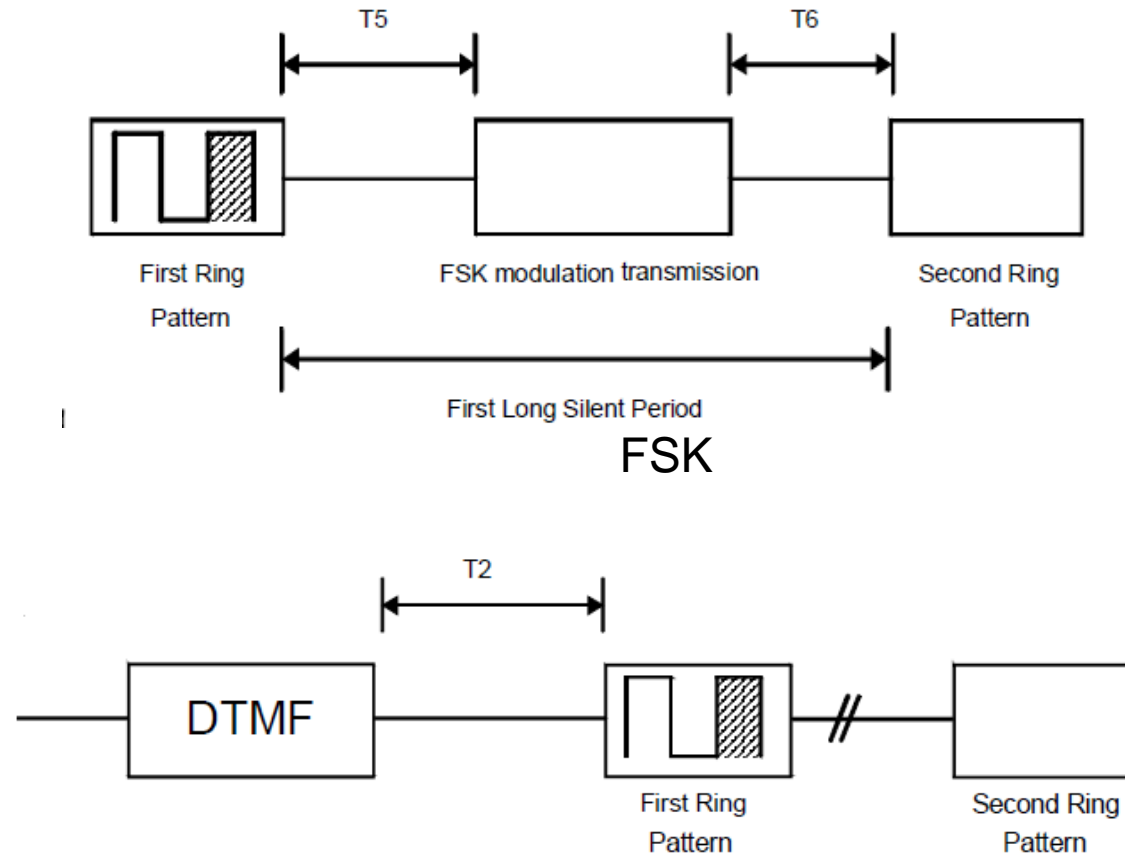 T5
T6
First Ring
Pattern
FSK modulation transmission
Second Ring
Pattern
First Long Silent Period
FSK
T2
DTMF
First Ring
Pattern
Second Ring
Pattern